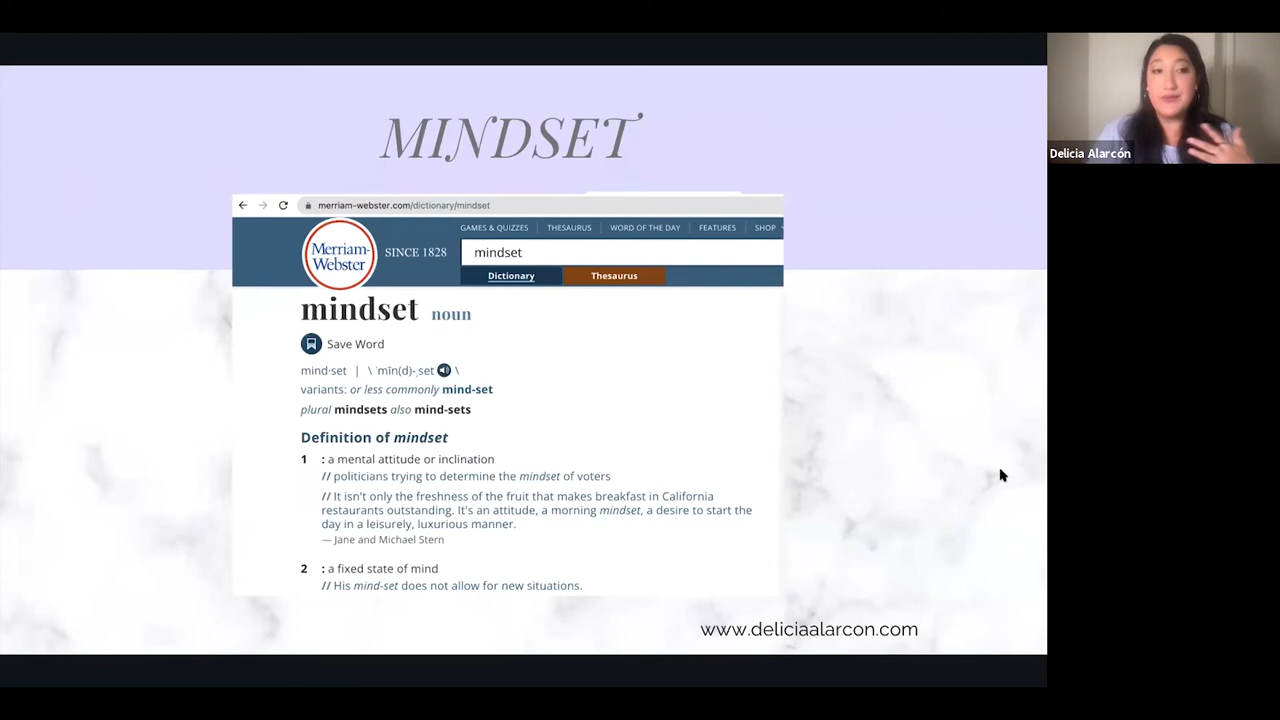 MINDSET
merriam-webster.com/dictionary/mindset
GAMES & QUIZZES | THESAURUS | WORD OF THE DAY | FEATURES | SHOP
Merriam-
Webster
SINCE 1828
mindset
Dictionary
Thesaurus
mindset noun
Save Word
mind·set | \ ˈmīn(d)-ˌset \
variants: or less commonly mind-set
plural mindsets also mind-sets
Definition of mindset
1 : a mental attitude or inclination
// politicians trying to determine the mindset of voters
// It isn't only the freshness of the fruit that makes breakfast in California
restaurants outstanding. It's an attitude, a morning mindset, a desire to start the
day in a leisurely, luxurious manner.
— Jane and Michael Stern
2 : a fixed state of mind
// His mind-set does not allow for new situations.
www.deliciaalarcon.com
Delicia Alarcón